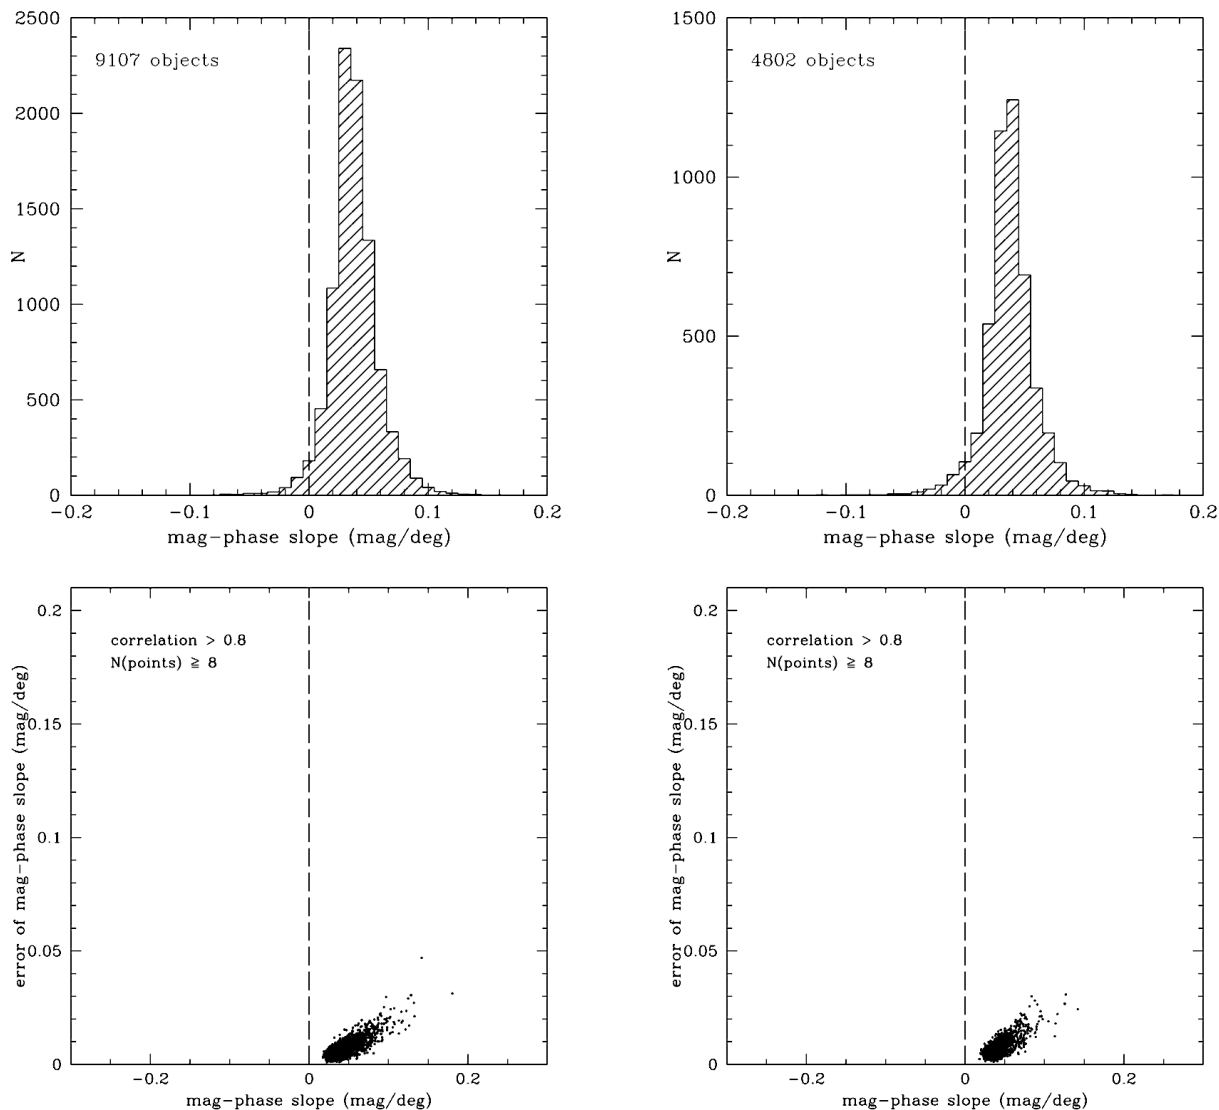 2500
2000
1500
1000
500
0
N
9107 objects
-0.2 -0.1 0 0.1 0.2
mag-phase slope (mag/deg)
1500
1000
500
0
N
4802 objects
-0.2 -0.1 0 0.1 0.2
mag-phase slope (mag/deg)
0.2
0.15
0.1
0.05
0
error of mag-phase slope (mag/deg)
correlation > 0.8
N(points) ≧ 8
-0.2 0 0.2
mag-phase slope (mag/deg)
0.2
0.15
0.1
0.05
0
error of mag-phase slope (mag/deg)
correlation > 0.8
N(points) ≧ 8
-0.2 0 0.2
mag-phase slope (mag/deg)